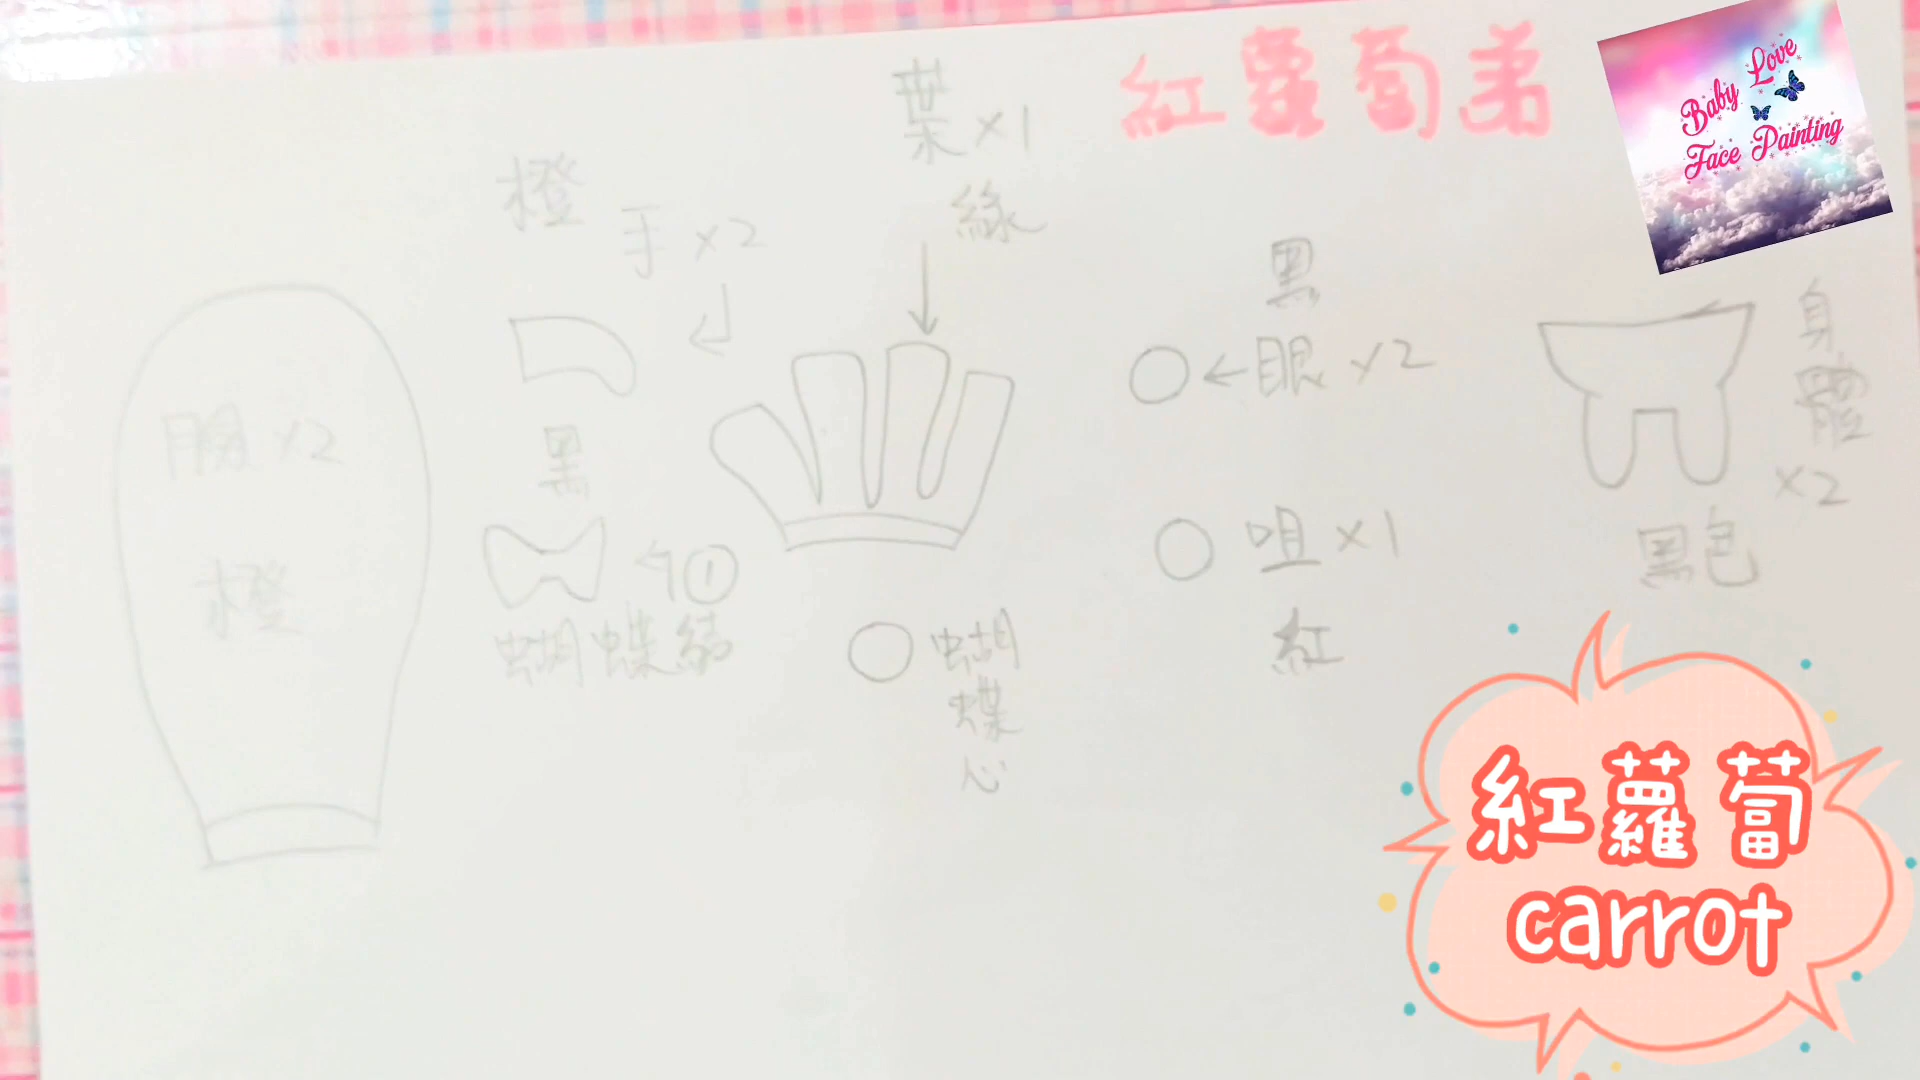 紅蘿蔔弟
Baby Love
Face Painting
葉x1
綠
橙
手x2
黑
眼x2
身體
x2
黑色
臉x2
橙
黑
①
蝴蝶結
蝴蝶心
咀x1
紅
紅蘿蔔
carrot